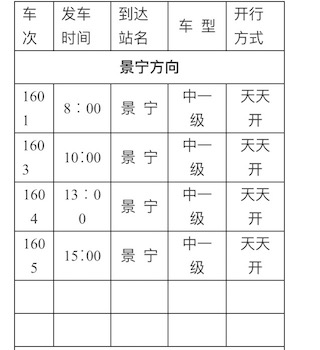 车次 发车时间 到达站名 车 型 开行方式
景宁方向
1601 8：00 景 宁 中一级 天天开
1603 10:00 景 宁 中一级 天天开
1604 13：00 景 宁 中一级 天天开
1605 15:00 景 宁 中一级 天天开